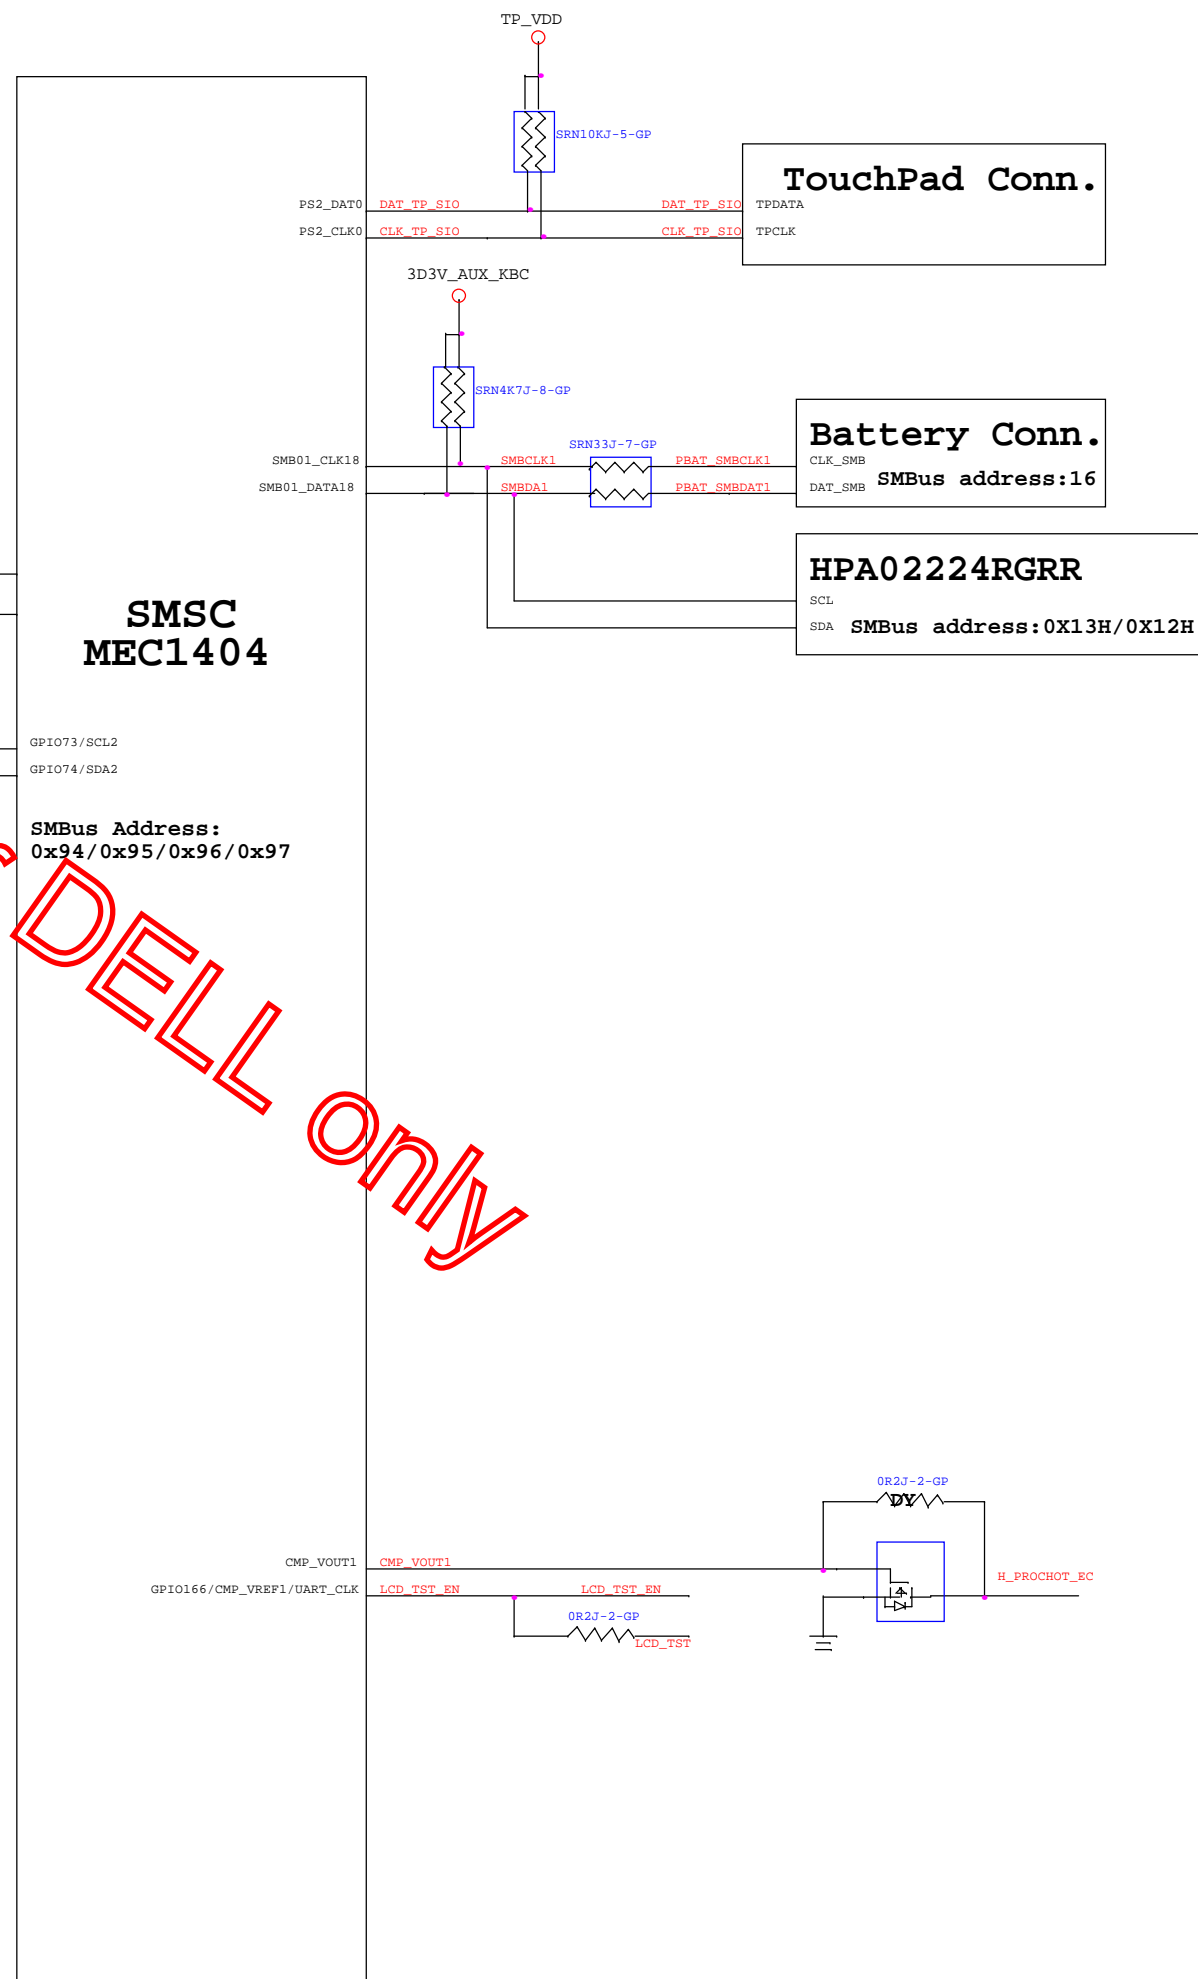 TP_VDD
SRN10KJ-5-GP
TouchPad Conn.
PS2_DAT0 DAT_TP_SIO DAT_TP_SIO TPDATA
PS2_CLK0 CLK_TP_SIO CLK_TP_SIO TPCLK
3D3V_AUX_KBC
SRN4K7J-8-GP
Battery Conn.
SRN33J-7-GP
SMB01_CLK18 SMBCLK1 PBAT_SMBCLK1 CLK_SMB
SMBus address:16
SMB01_DATA18 SMBDA1 PBAT_SMBDAT1 DAT_SMB
HPA02224RGRR
SCL
SDA SMBus address:0X13H/0X12H
SMSC
MEC1404
GPIO73/SCL2
GPIO74/SDA2
SMBus Address:
0x94/0x95/0x96/0x97
DELL only
0R2J-2-GP
DY
CMP_VOUT1 CMP_VOUT1
H_PROCHOT_EC
GPIO166/CMP_VREF1/UART_CLK LCD_TST_EN LCD_TST_EN
0R2J-2-GP
LCD_TST